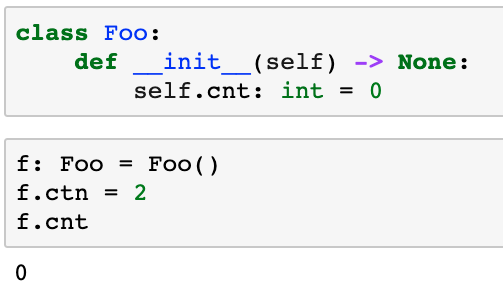 class Foo:
    def __init__(self) -> None:
        self.cnt: int = 0
f: Foo = Foo()
f.ctn = 2
f.cnt
0